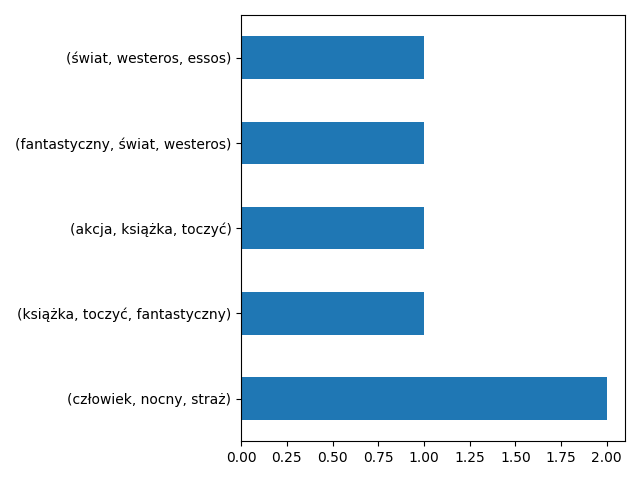 (świat, westeros, essos)
(fantastyczny, świat, westeros)
(akcja, książka, toczyć)
(książka, toczyć, fantastyczny)
(człowiek, nocny, straż)
0.00 0.25 0.50 0.75 1.00 1.25 1.50 1.75 2.00